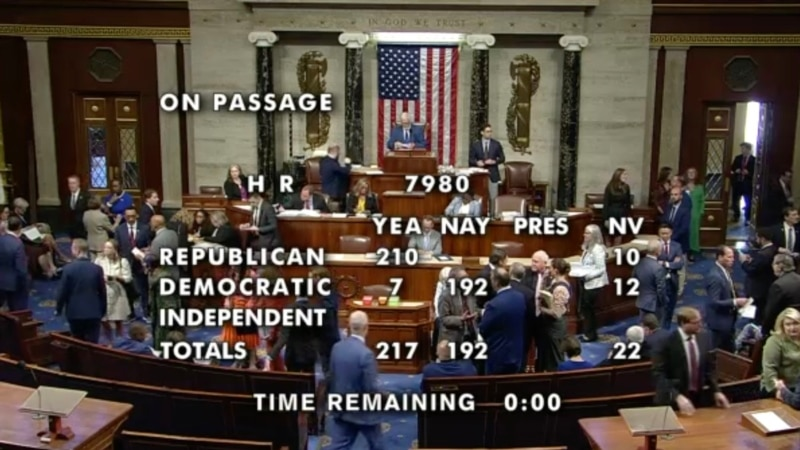 IN GOD WE TRUST
ON PASSAGE
H R 7980
YEA NAY PRES NV
REPUBLICAN 210 10
DEMOCRATIC 7 192 12
INDEPENDENT
TOTALS 217 192 22
TIME REMAINING 0:00